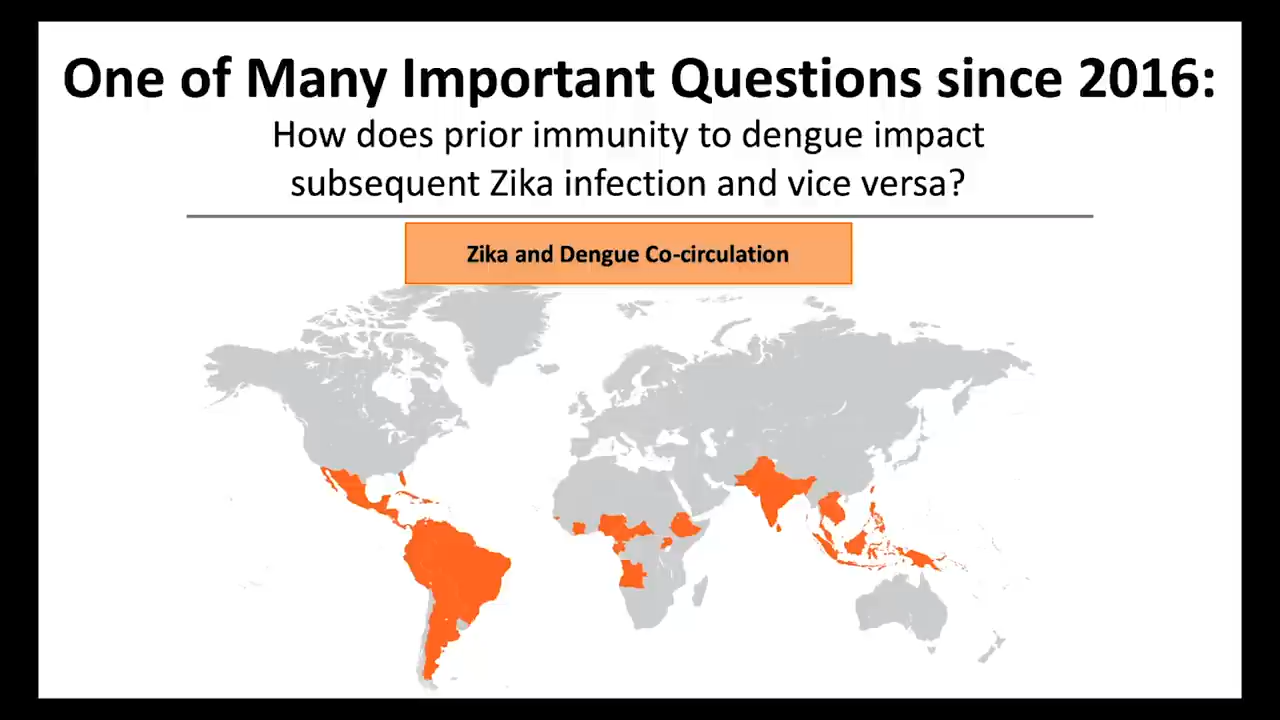 One of Many Important Questions since 2016:
How does prior immunity to dengue impact
subsequent Zika infection and vice versa?
Zika and Dengue Co-circulation